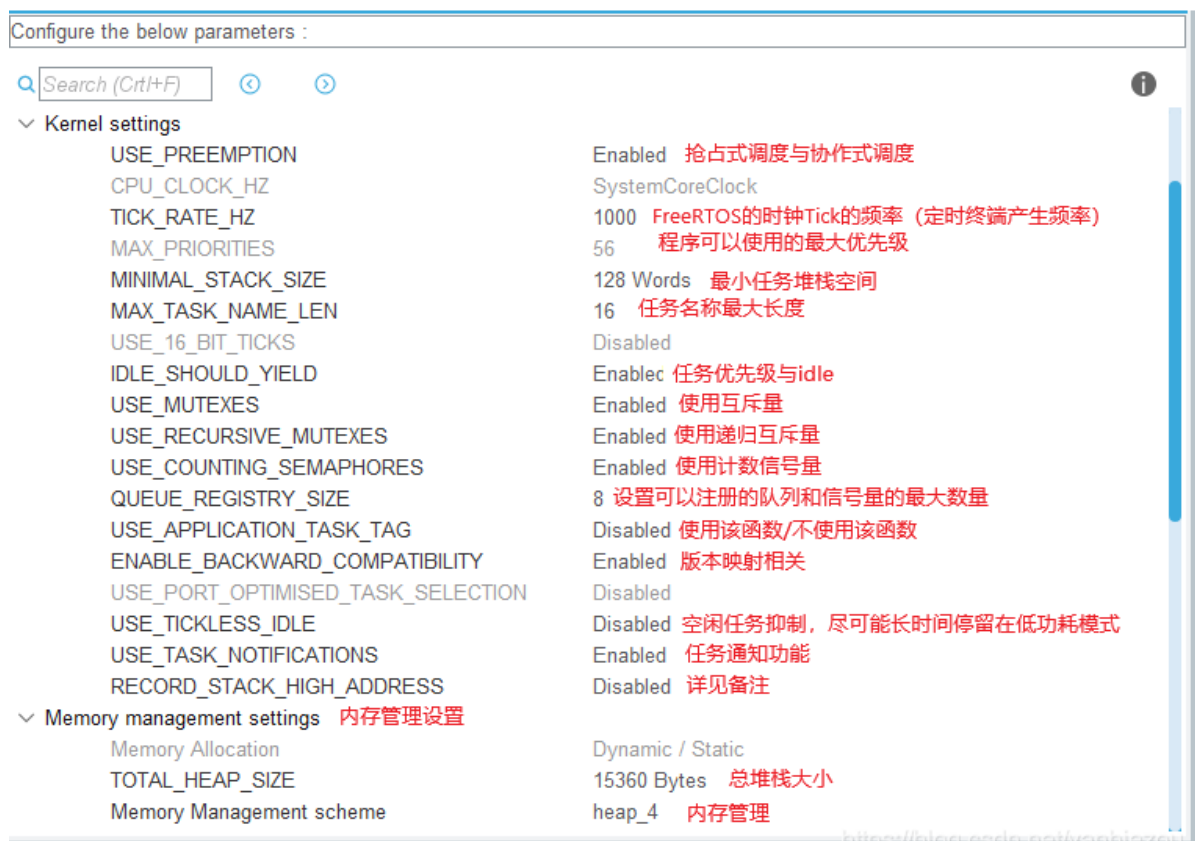 Configure the below parameters :
Search (Crtl+F)
Kernel settings
USE_PREEMPTION Enabled 抢占式调度与协作式调度
CPU_CLOCK_HZ SystemCoreClock
TICK_RATE_HZ 1000 FreeRTOS的时钟Tick的频率（定时终端产生频率）
MAX_PRIORITIES 56 程序可以使用的最大优先级
MINIMAL_STACK_SIZE 128 Words 最小任务堆栈空间
MAX_TASK_NAME_LEN 16 任务名称最大长度
USE_16_BIT_TICKS Disabled
IDLE_SHOULD_YIELD Enabled 任务优先级与idle
USE_MUTEXES Enabled 使用互斥量
USE_RECURSIVE_MUTEXES Enabled 使用递归互斥量
USE_COUNTING_SEMAPHORES Enabled 使用计数信号量
QUEUE_REGISTRY_SIZE 8 设置可以注册的队列和信号量的最大数量
USE_APPLICATION_TASK_TAG Disabled 使用该函数/不使用该函数
ENABLE_BACKWARD_COMPATIBILITY Enabled 版本映射相关
USE_PORT_OPTIMISED_TASK_SELECTION Disabled
USE_TICKLESS_IDLE Disabled 空闲任务抑制，尽可能长时间停留在低功耗模式
USE_TASK_NOTIFICATIONS Enabled 任务通知功能
RECORD_STACK_HIGH_ADDRESS Disabled 详见备注
Memory management settings 内存管理设置
Memory Allocation Dynamic / Static
TOTAL_HEAP_SIZE 15360 Bytes 总堆栈大小
Memory Management scheme heap_4 内存管理